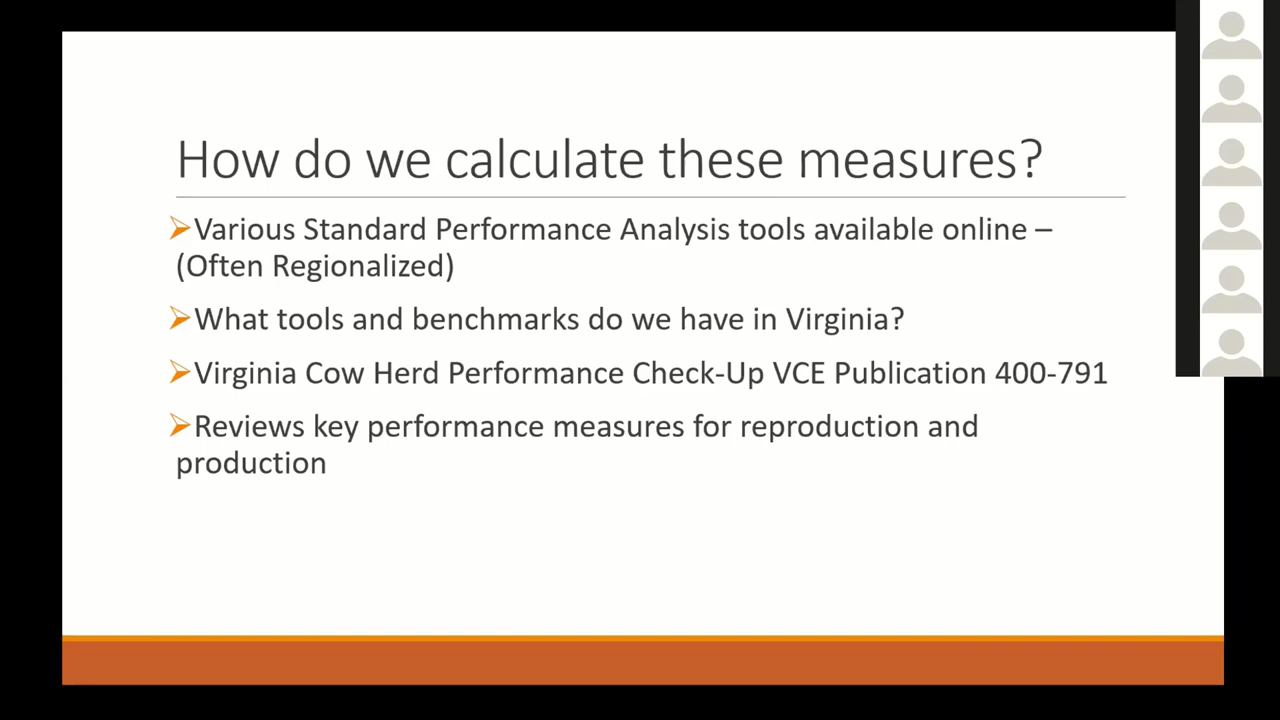 How do we calculate these measures?
➢Various Standard Performance Analysis tools available online –
(Often Regionalized)
➢What tools and benchmarks do we have in Virginia?
➢Virginia Cow Herd Performance Check-Up VCE Publication 400-791
➢Reviews key performance measures for reproduction and
production